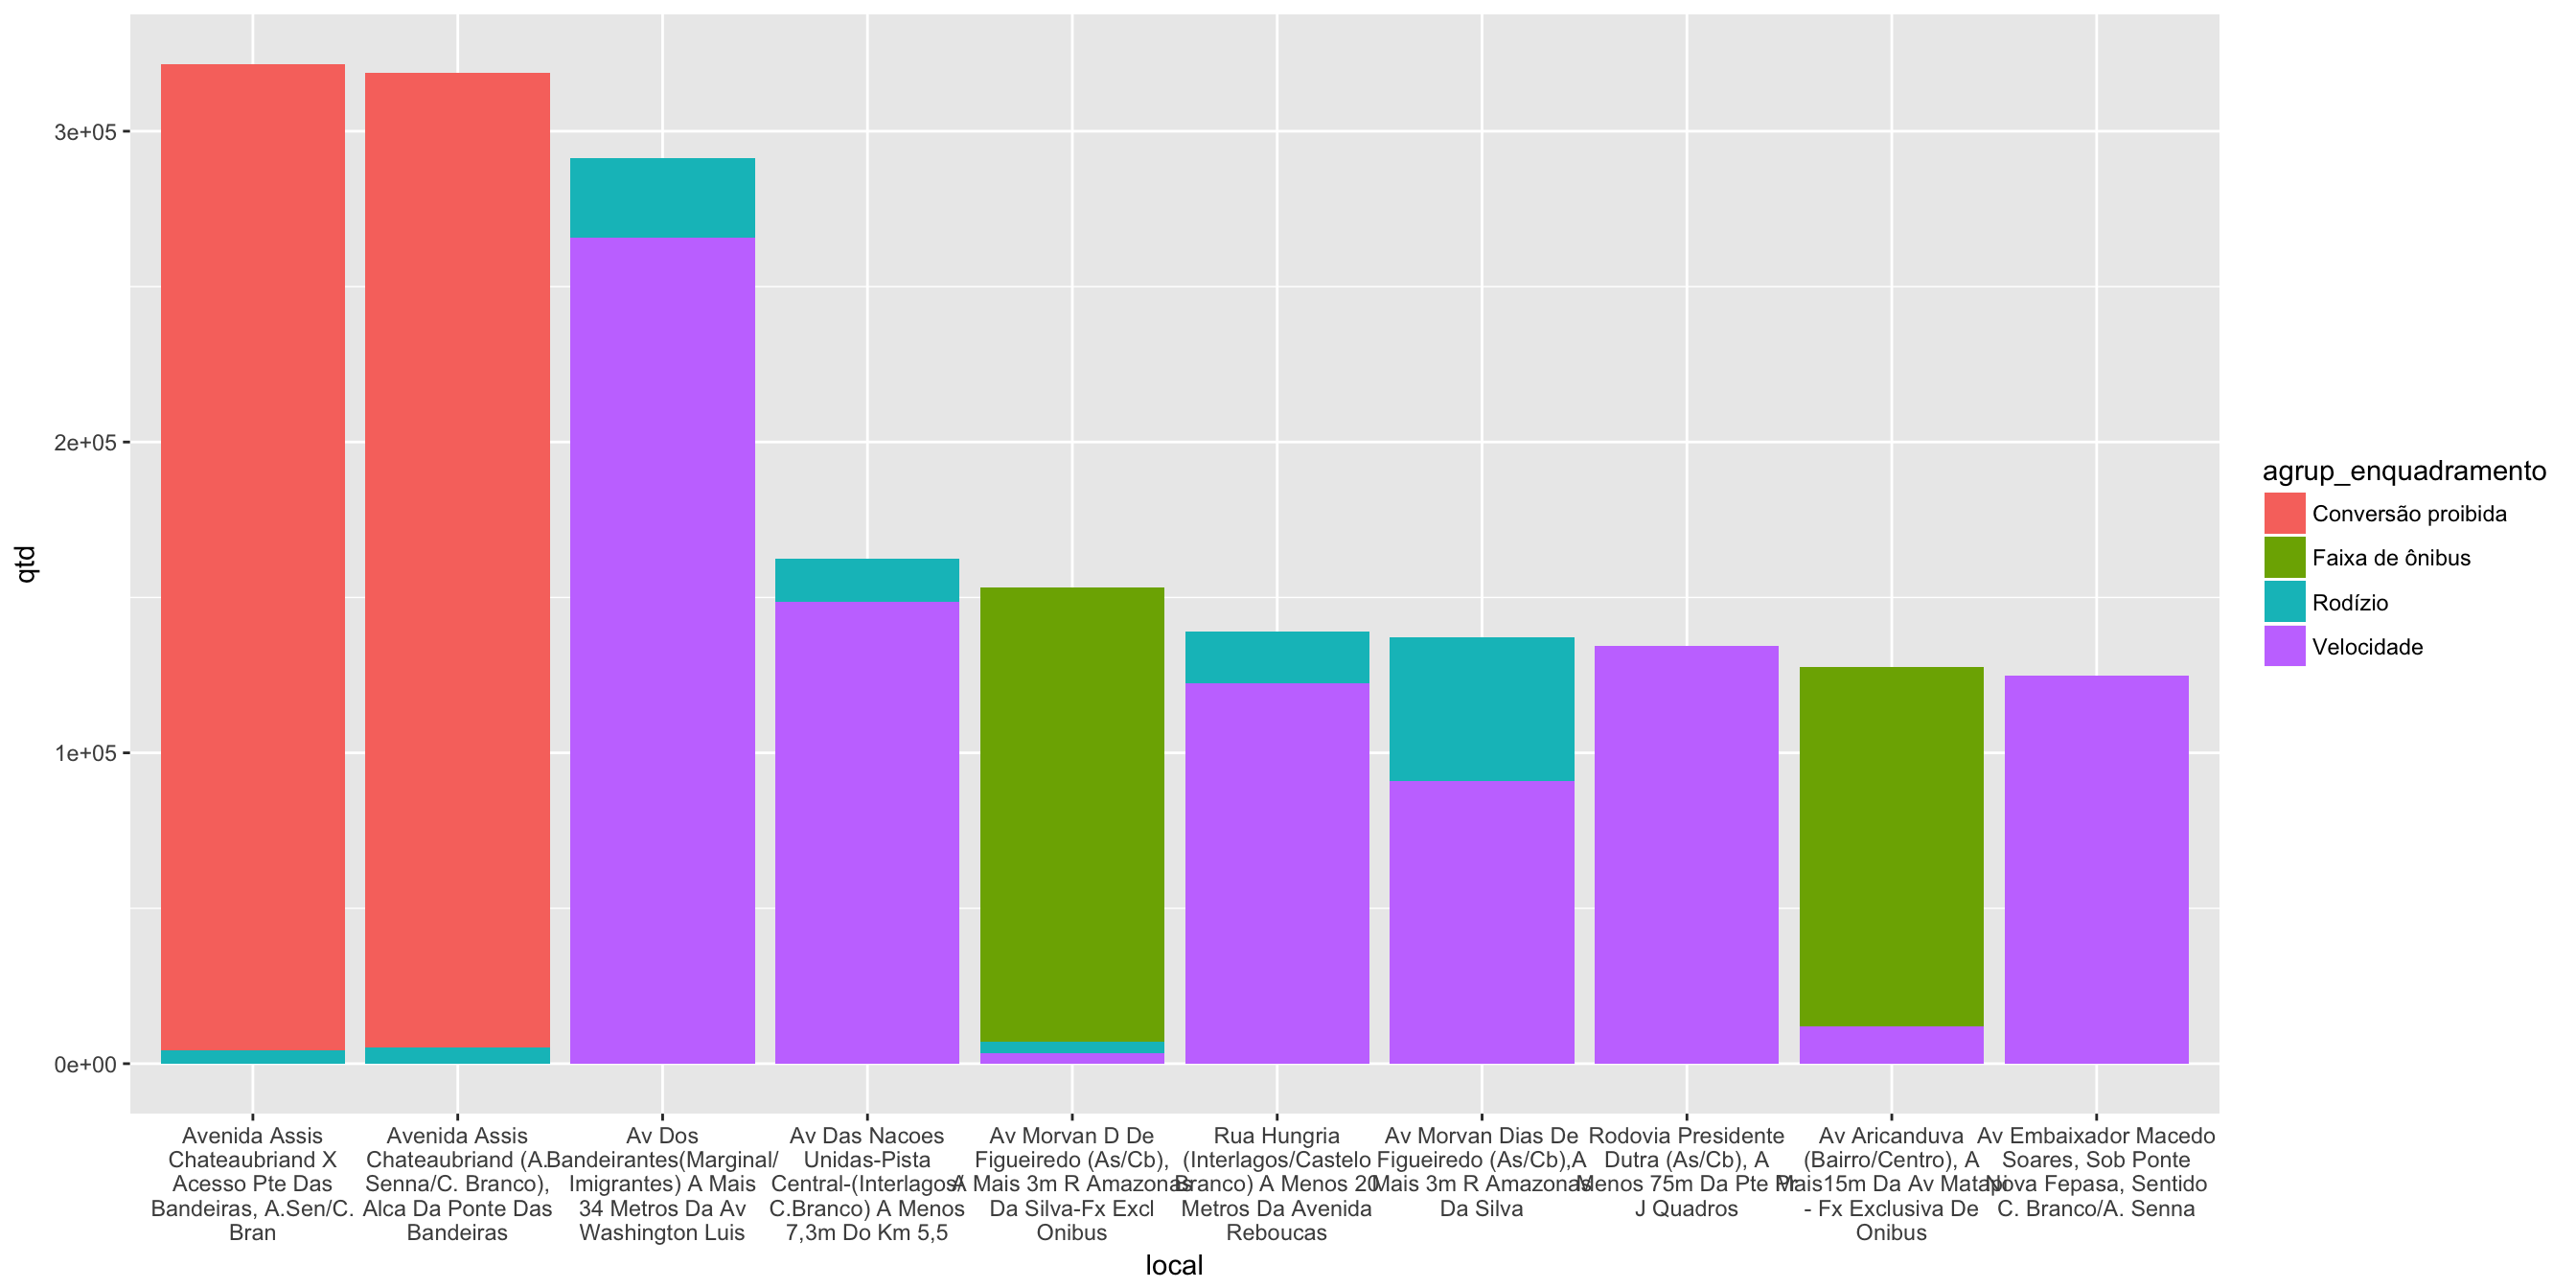 3e+05
2e+05
1e+05
0e+00
qtd
Avenida Assis
Chateaubriand X
Acesso Pte Das
Bandeiras, A.Sen/C.
Bran
Avenida Assis
Chateaubriand (A.
Senna/C. Branco),
Alca Da Ponte Das
Bandeiras
Av Dos
Bandeirantes(Marginal/
Imigrantes) A Mais
34 Metros Da Av
Washington Luis
Av Das Nacoes
Unidas-Pista
Central-(Interlagos/
C.Branco) A Menos
7,3m Do Km 5,5
Av Morvan D De
Figueiredo (As/Cb),
A Mais 3m R Amazonas
Da Silva-Fx Excl
Onibus
Rua Hungria
(Interlagos/Castelo
Branco) A Menos 20
Metros Da Avenida
Reboucas
Av Morvan Dias De
Figueiredo (As/Cb),A
Mais 3m R Amazonas
Da Silva
Rodovia Presidente
Dutra (As/Cb), A
Menos 75m Da Pte Pr
J Quadros
Av Aricanduva
(Bairro/Centro), A
Mais15m Da Av Matapi
- Fx Exclusiva De
Onibus
Av Embaixador Macedo
Soares, Sob Ponte
Nova Fepasa, Sentido
C. Branco/A. Senna
local
agrup_enquadramento
Conversão proibida
Faixa de ônibus
Rodízio
Velocidade